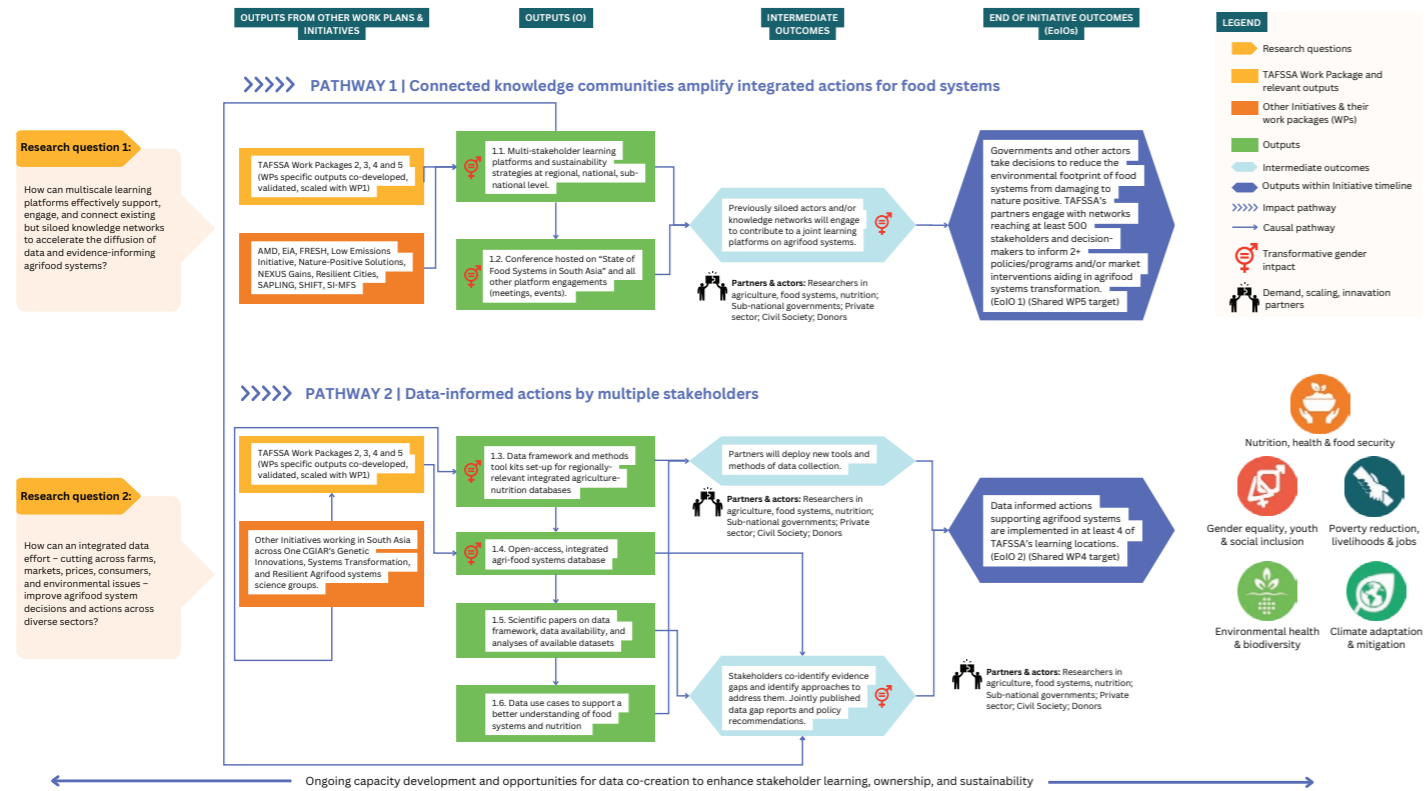 OUTPUTS FROM OTHER WORK PLANS &
INITIATIVES
OUTPUTS (O)
INTERMEDIATE
OUTCOMES
END OF INITIATIVE OUTCOMES
(EoIOs)
LEGEND
Research questions
TAFSSA Work Package and
relevant outputs
Other Initiatives & their
work packages (WPs)
Outputs
Intermediate outcomes
Outputs within Initiative timeline
Impact pathway
Causal pathway
Transformative gender
intpact
Demand, scaling, innavation
partners
PATHWAY 1 | Connected knowledge communities amplify integrated actions for food systems
Research question 1:
How can multiscale learning
platforms effectively support,
engage, and connect existing
but siloed knowledge networks
to accelerate the diffusion of
data and evidence-informing
agrifood systems?
TAFSSA Work Packages 2, 3, 4 and 5
(WPs specific outputs co-developed,
validated, scaled with WP1)
AMD, EiA, FRESH, Low Emissions
Initiative, Nature-Positive Solutions,
NEXUS Gains, Resilient Cities,
SAPLING, SHIFT, SI-MFS
1.1. Multi-stakeholder learning
platforms and sustainability
strategies at regional, national, sub-
national level.
1.2. Conference hosted on “State of
Food Systems in South Asia” and all
other platform engagements
(meetings, events).
Previously siloed actors and/or
knowledge networks will engage
to contribute to a joint learning
platforms on agrifood systems.
Partners & actors: Researchers in
agriculture, food systems, nutrition;
Sub-national governments; Private
sector; Civil Society; Donors
Governments and other actors
take decisions to reduce the
environmental footprint of food
systems from damaging to
nature positive. TAFSSA’s
partners engage with networks
reaching at least 500
stakeholders and decision-
makers to inform 2+
policies/programs and/or market
interventions aiding in agrifood
systems transformation.
(EoIO 1) (Shared WP5 target)
PATHWAY 2 | Data-informed actions by multiple stakeholders
Research question 2:
How can an integrated data
effort – cutting across farms,
markets, prices, consumers,
and environmental issues –
improve agrifood system
decisions and actions across
diverse sectors?
TAFSSA Work Packages 2, 3, 4 and 5
(WPs specific outputs co-developed,
validated, scaled with WP1)
Other Initiatives working in South Asia
across One CGIAR’s Genetic
Innovations, Systems Transformation,
and Resilient Agrifood systems
science groups.
1.3. Data framework and methods
tool kits set-up for regionally-
relevant integrated agriculture-
nutrition databases
1.4. Open-access, integrated
agri-food systems database
1.5. Scientific papers on data
framework, data availability, and
analyses of available datasets
1.6. Data use cases to support a
better understanding of food
systems and nutrition
Partners will deploy new tools and
methods of data collection.
Partners & actors: Researchers in
agriculture, food systems, nutrition;
Sub-national governments; Private
sector; Civil Society; Donors
Stakeholders co-identify evidence
gaps and identify approaches to
address them. Jointly published
data gap reports and policy
recommendations.
Data informed actions
supporting agrifood systems
are implemented in at least 4 of
TAFSSA’s learning locations.
(EoIO 2) (Shared WP4 target)
Partners & actors: Researchers in
agriculture, food systems, nutrition;
Sub-national governments; Private
sector; Civil Society; Donors
Nutrition, health & food security
Gender equality, youth
& social inclusion
Poverty reduction,
livelihoods & jobs
Environmental health
& biodiversity
Climate adaptation
& mitigation
Ongoing capacity development and opportunities for data co-creation to enhance stakeholder learning, ownership, and sustainability